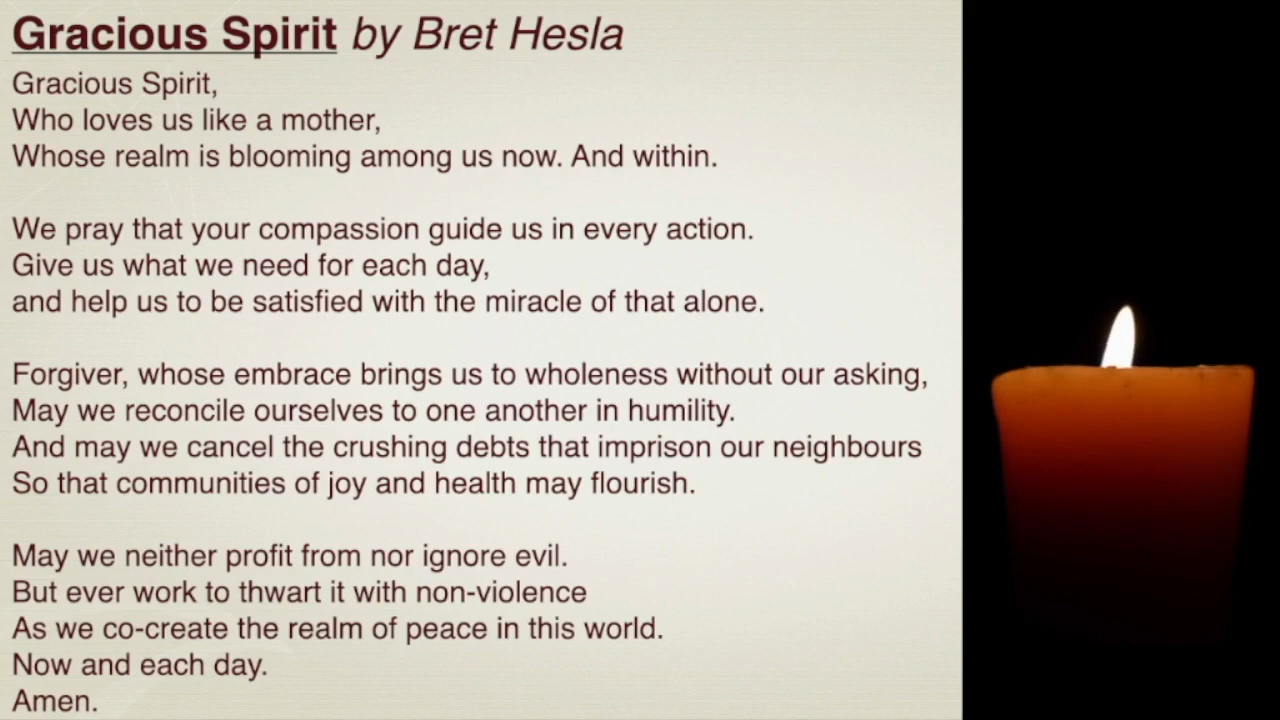 Gracious Spirit by Bret Hesla
Gracious Spirit,
Who loves us like a mother,
Whose realm is blooming among us now. And within.
We pray that your compassion guide us in every action.
Give us what we need for each day,
and help us to be satisfied with the miracle of that alone.
Forgiver, whose embrace brings us to wholeness without our asking,
May we reconcile ourselves to one another in humility.
And may we cancel the crushing debts that imprison our neighbours
So that communities of joy and health may flourish.
May we neither profit from nor ignore evil.
But ever work to thwart it with non-violence
As we co-create the realm of peace in this world.
Now and each day.
Amen.